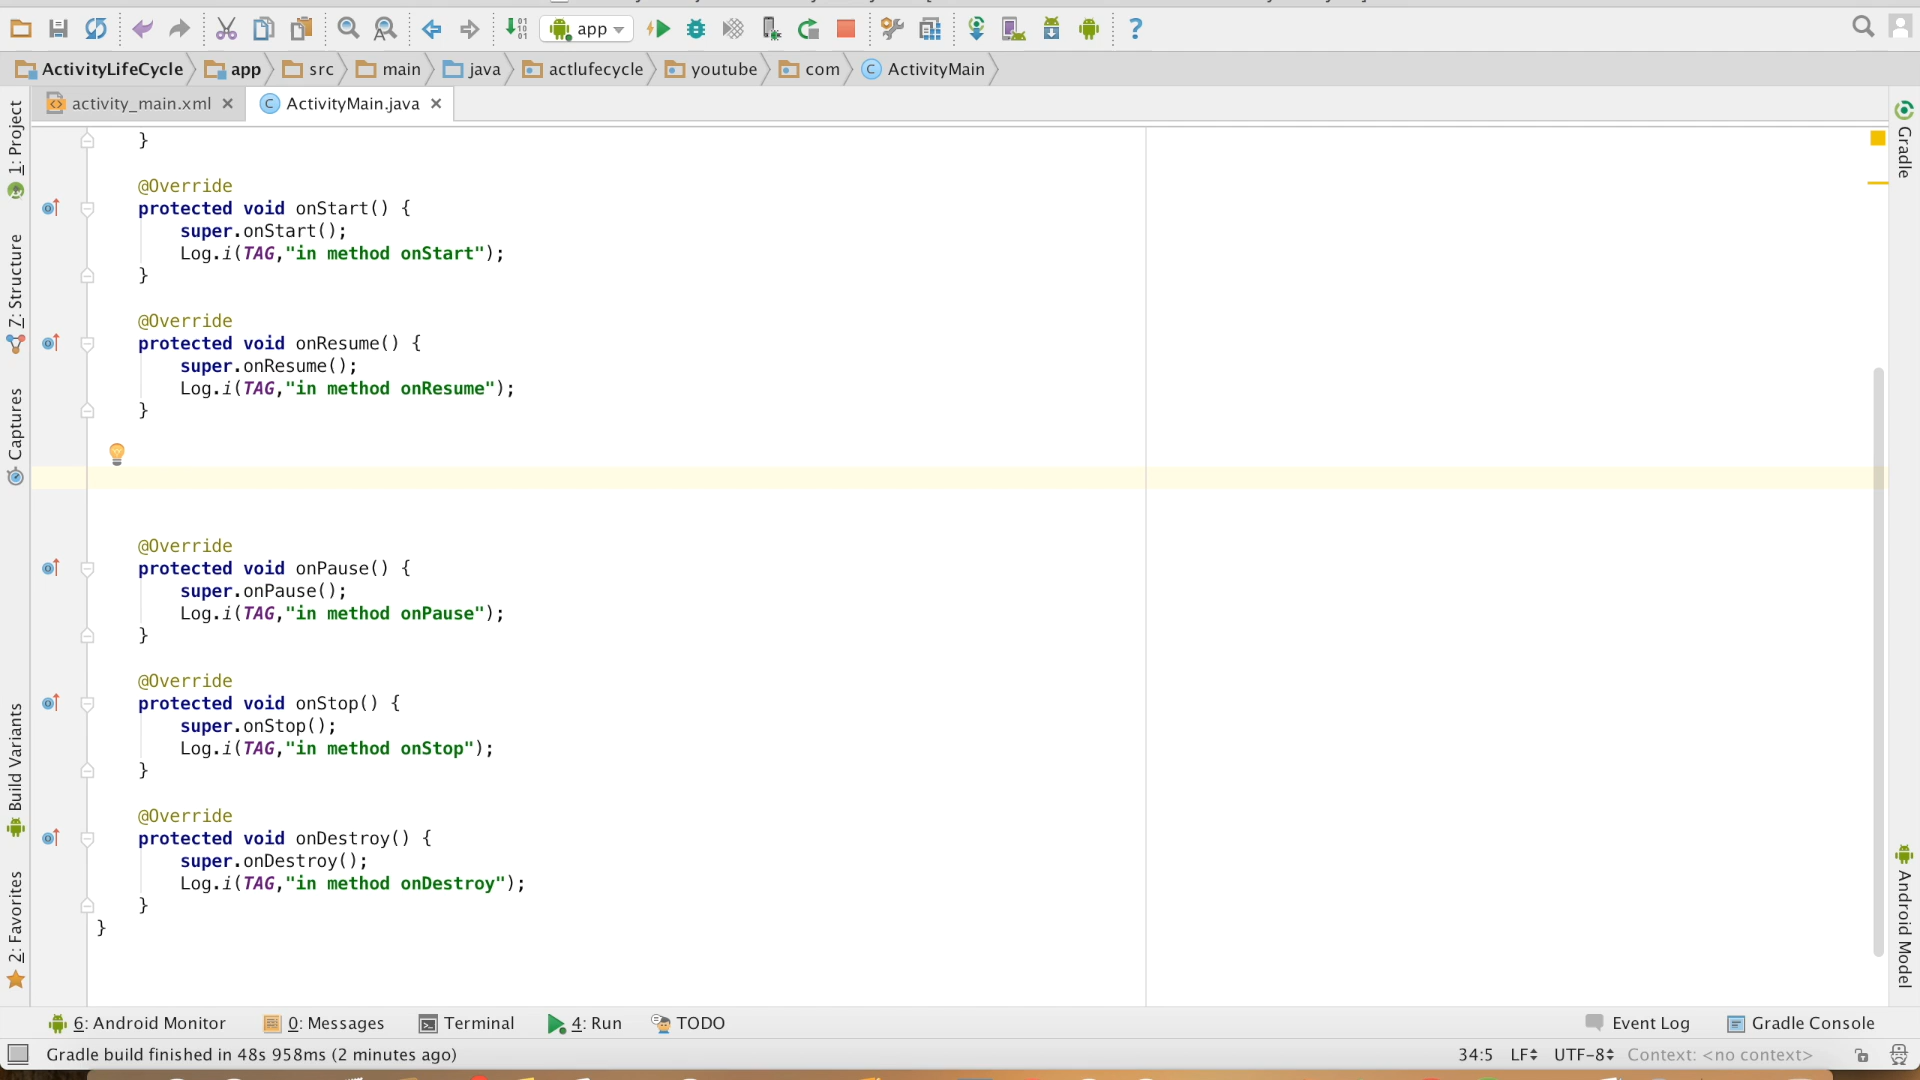 app
?
ActivityLifeCycle app src main java actlufecycle youtube com ActivityMain
activity_main.xml ActivityMain.java
1: Project
Z: Structure
Captures
Build Variants
2: Favorites
}
@Override
protected void onStart() {
super.onStart();
Log.i(TAG,"in method onStart");
}
@Override
protected void onResume() {
super.onResume();
Log.i(TAG,"in method onResume");
}
@Override
protected void onPause() {
super.onPause();
Log.i(TAG,"in method onPause");
}
@Override
protected void onStop() {
super.onStop();
Log.i(TAG,"in method onStop");
}
@Override
protected void onDestroy() {
super.onDestroy();
Log.i(TAG,"in method onDestroy");
}
}
Gradle
Android Model
6: Android Monitor 0: Messages Terminal 4: Run TODO Event Log Gradle Console
Gradle build finished in 48s 958ms (2 minutes ago) 34:5 LF UTF-8 Context: <no context>